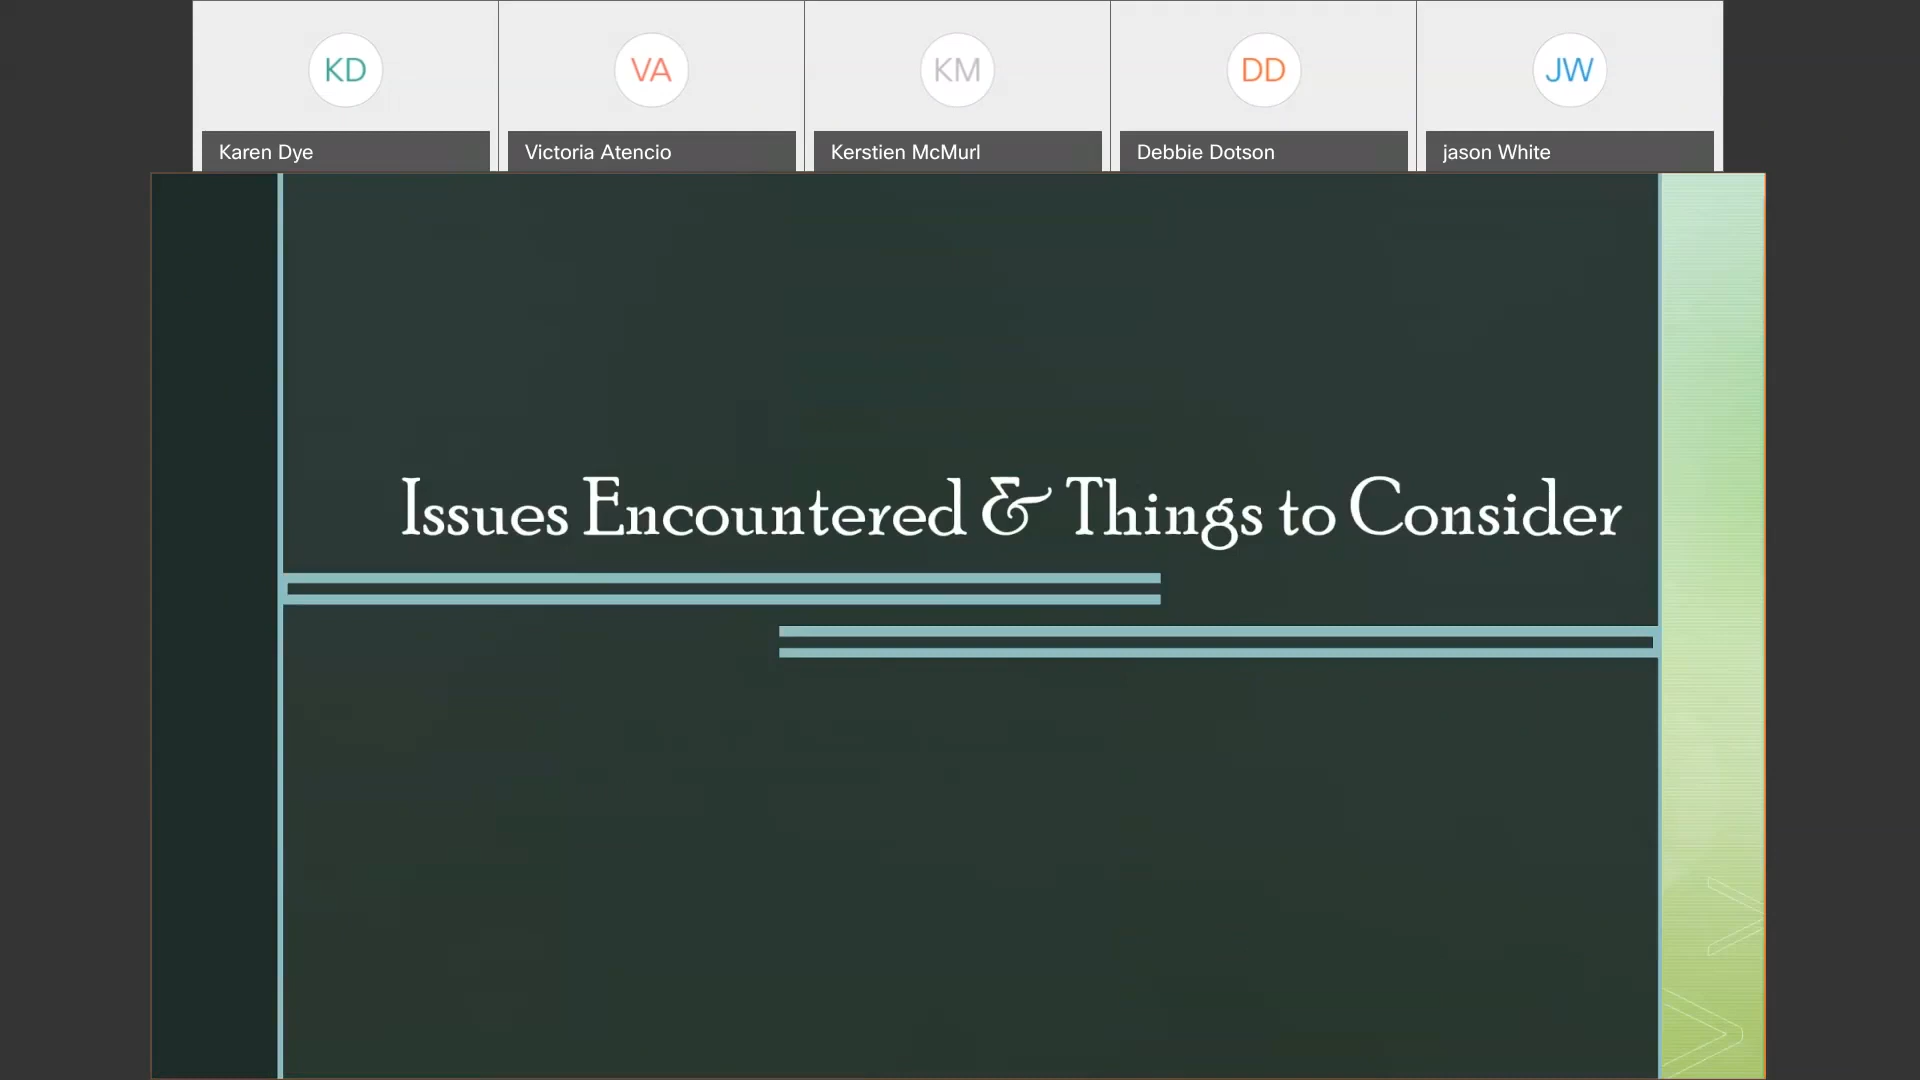 KD
VA
KM
DD
JW
Karen Dye
Victoria Atencio
Kerstien McMurl
Debbie Dotson
jason White
Issues Encountered & Things to Consider